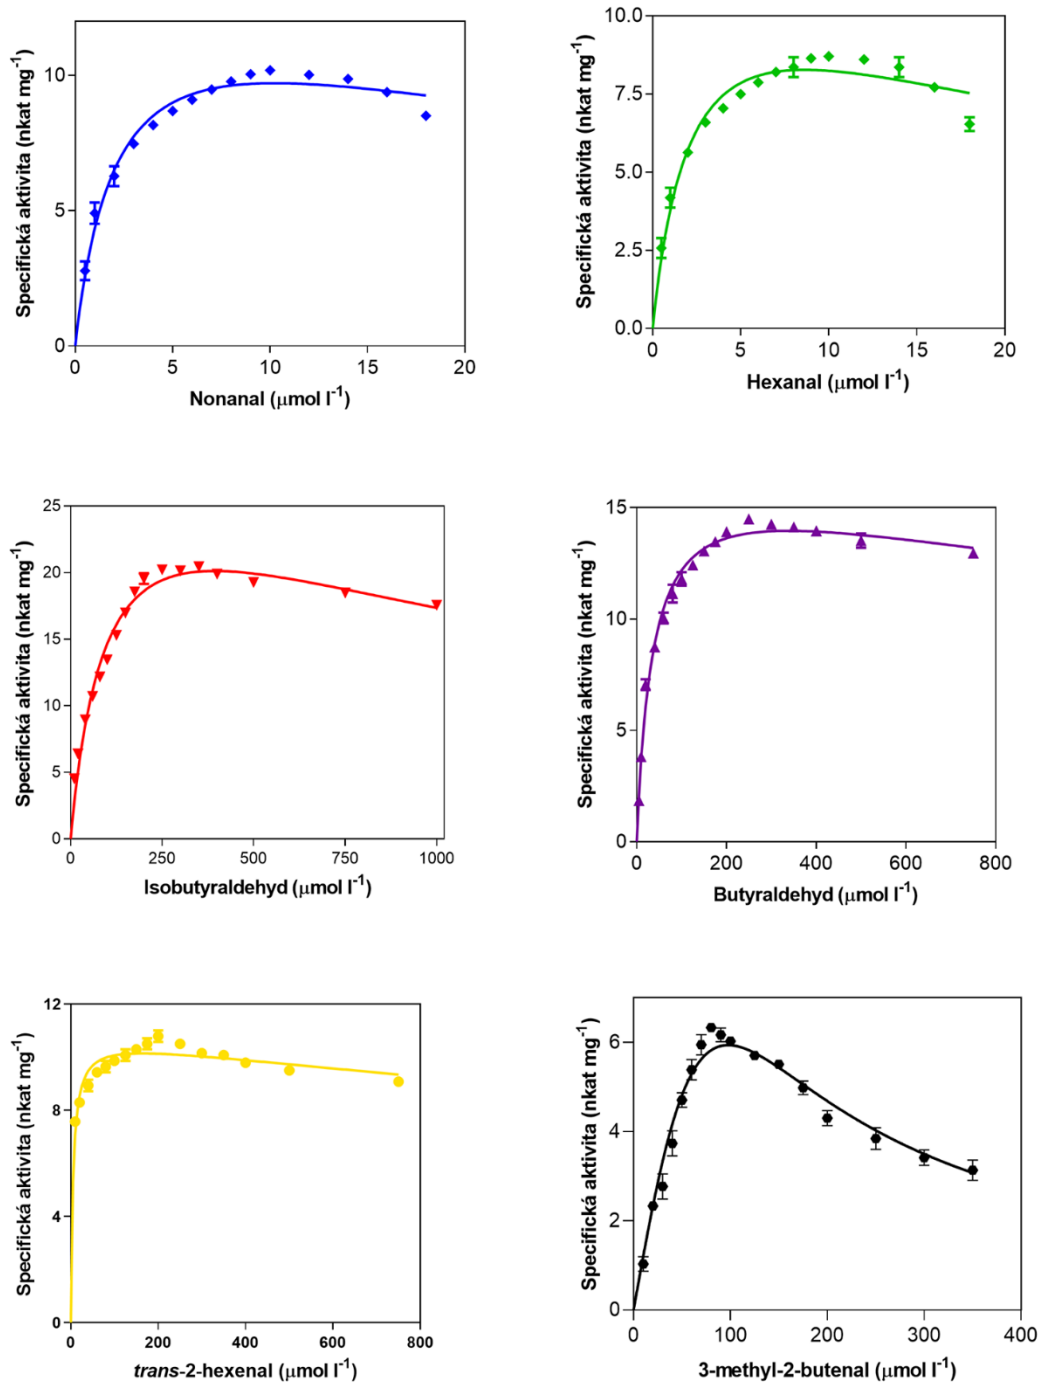 Specifická aktivita (nkat mg⁻¹)
10
5
0
0 5 10 15 20
Nonanal (μmol l⁻¹)
Specifická aktivita (nkat mg⁻¹)
10.0
7.5
5.0
2.5
0.0
0 5 10 15 20
Hexanal (μmol l⁻¹)
Specifická aktivita (nkat mg⁻¹)
25
20
15
10
5
0
0 250 500 750 1000
Isobutyraldehyd (μmol l⁻¹)
Specifická aktivita (nkat mg⁻¹)
15
10
5
0
0 200 400 600 800
Butyraldehyd (μmol l⁻¹)
Specifická aktivita (nkat mg⁻¹)
12
8
4
0
0 200 400 600 800
trans-2-hexenal (μmol l⁻¹)
Specifická aktivita (nkat mg⁻¹)
6
4
2
0
0 100 200 300 400
3-methyl-2-butenal (μmol l⁻¹)